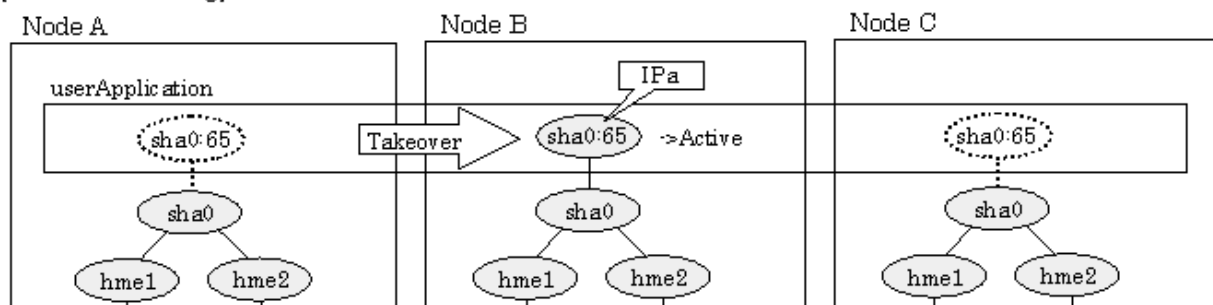 Node A Node B Node C
IPa
userApplication
sha0:65 Takeover sha0:65 ->Active sha0:65
sha0 sha0 sha0
hme1 hme2 hme1 hme2 hme1 hme2